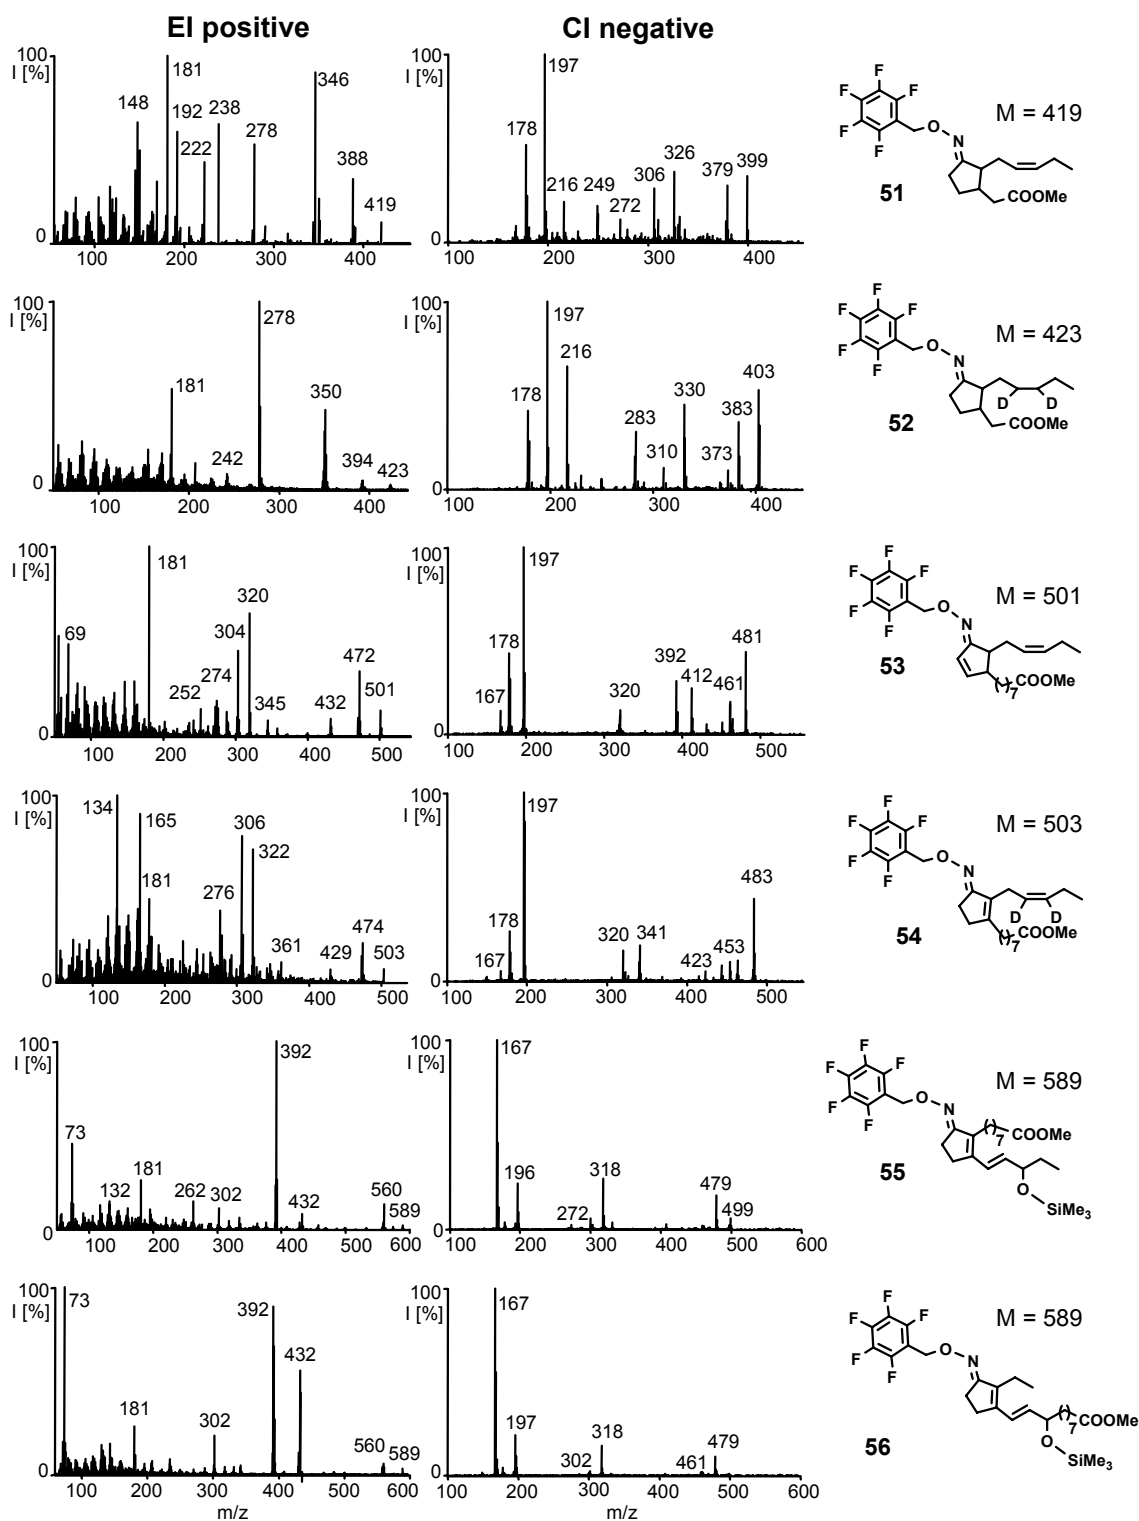 EI positive CI negative
100
I [%]
148 181 192 222 238 278 346 388 419
0
100 200 300 400
100
I [%]
197 178 216 249 272 306 326 379 399
0
100 200 300 400
F F F F F O N COOMe
M = 419
51
100
I [%]
278 181 242 350 394 423
0
100 200 300 400
100
I [%]
197 216 178 283 310 330 373 383 403
0
100 200 300 400
F F F F F O N D D COOMe
M = 423
52
100
I [%]
69 181 252 274 304 320 345 432 472 501
0
100 200 300 400 500
100
I [%]
197 178 167 320 392 412 461 481
0
100 200 300 400 500
F F F F F O N ( )7 COOMe
M = 501
53
100
I [%]
134 165 181 276 306 322 361 429 474 503
0
100 200 300 400 500
100
I [%]
197 178 167 320 341 423 453 483
0
100 200 300 400 500
F F F F F O N D D ( )7 COOMe
M = 503
54
100
I [%]
73 132 181 262 302 392 432 560 589
0
100 200 300 400 500 600
100
I [%]
167 196 272 318 479 499
0
100 200 300 400 500 600
F F F F F O N ( )7 COOMe O SiMe3
M = 589
55
100
I [%]
73 181 302 392 432 560 589
0
100 200 300 400 500 600
m/z
100
I [%]
167 197 302 318 461 479
0
100 200 300 400 500 600
m/z
F F F F F O N ( )7 COOMe O SiMe3
M = 589
56